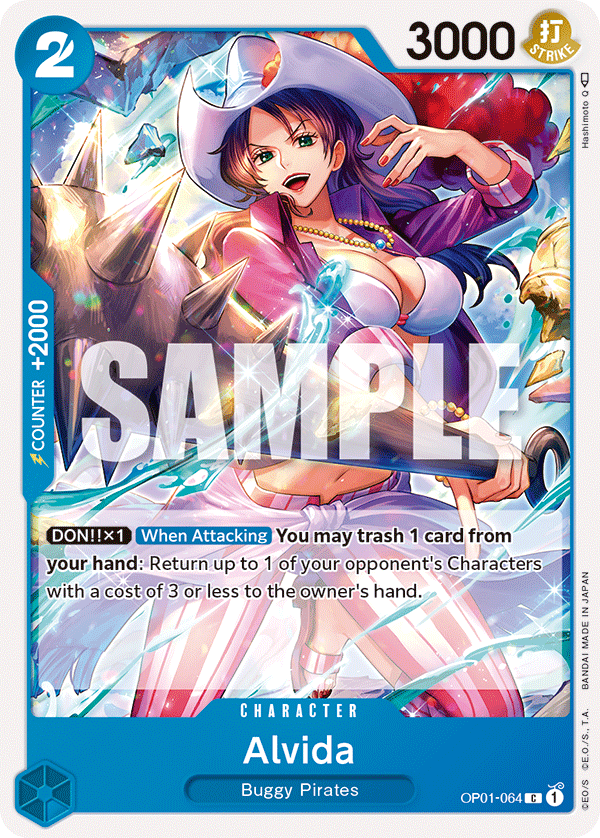 2
3000
打
STRIKE
Hashimoto Q
COUNTER +2000
SAMPLE
DON!!×1 When Attacking You may trash 1 card from
your hand: Return up to 1 of your opponent's Characters
with a cost of 3 or less to the owner's hand.
CHARACTER
Alvida
Buggy Pirates
OP01-064 C 1
©EO/S ©E.O./S., T.A. BANDAI MADE IN JAPAN